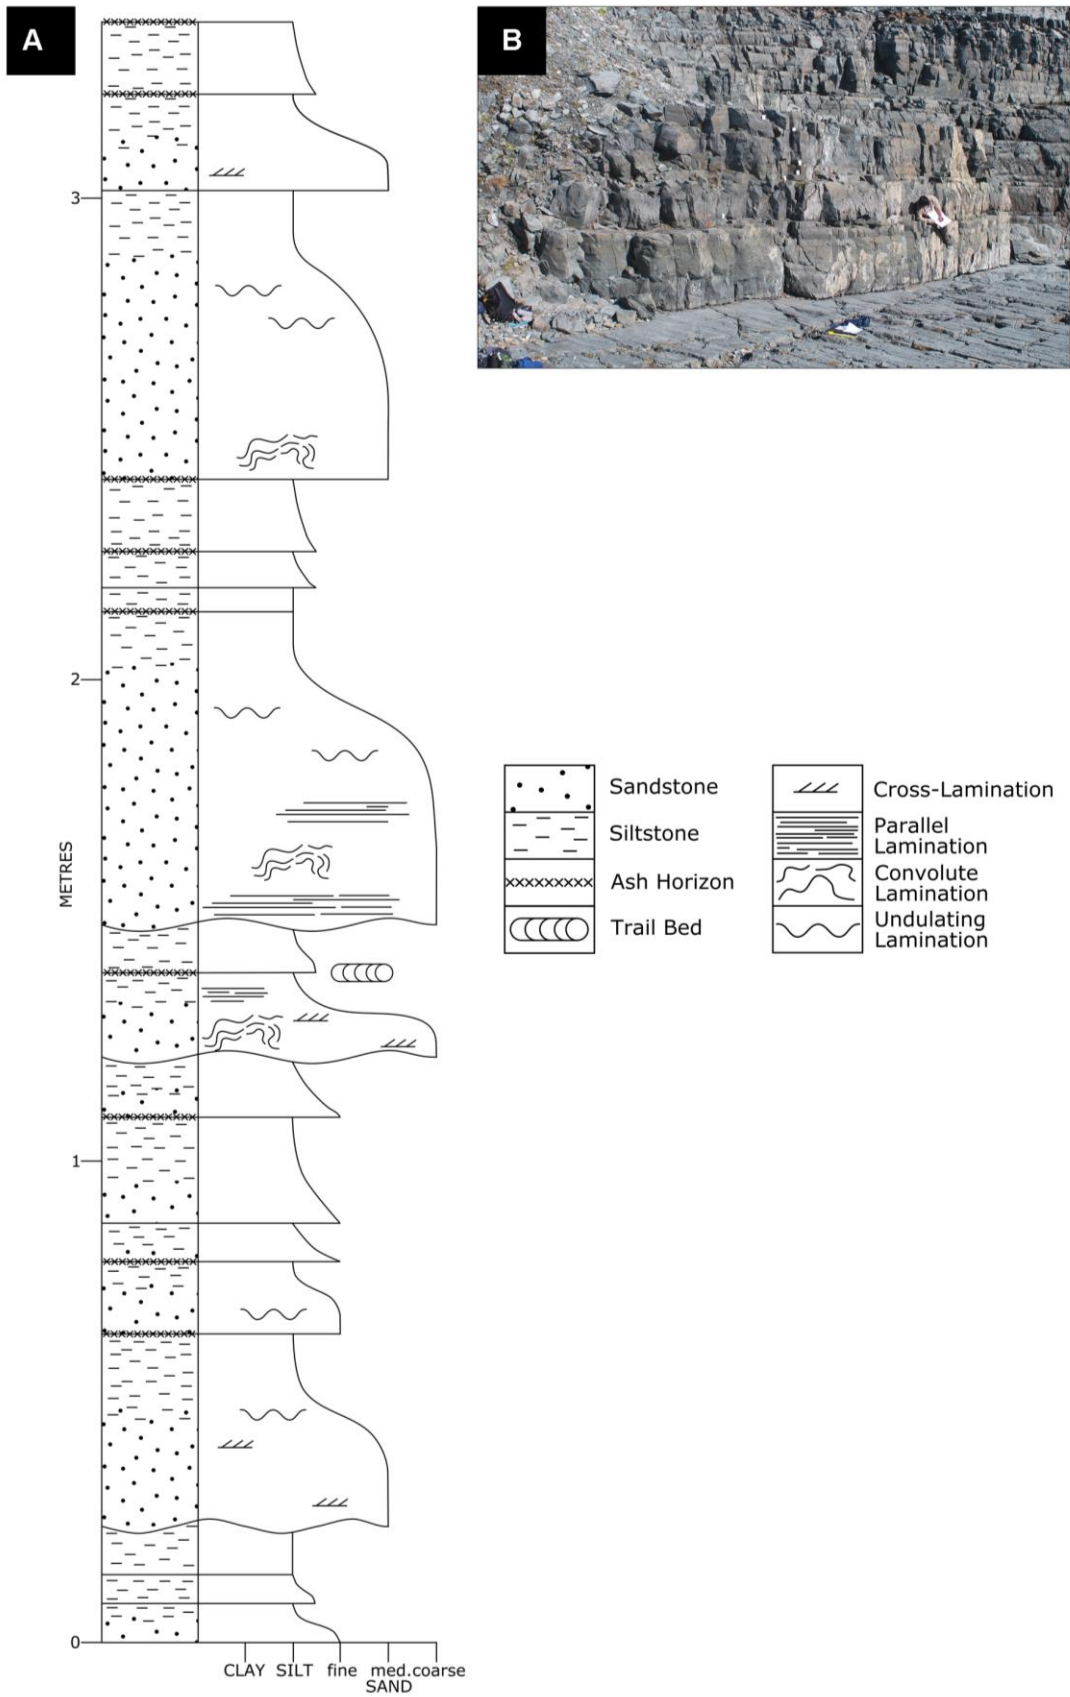 A
B
3
2
METRES
1
0
CLAY SILT fine med.coarse
SAND
Sandstone
Siltstone
Ash Horizon
Trail Bed
Cross-Lamination
Parallel
Lamination
Convolute
Lamination
Undulating
Lamination